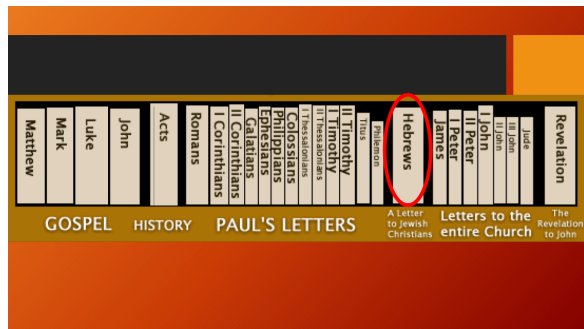 Matthew
Mark
Luke
John
Acts
Romans
I Corinthians
II Corinthians
Galatians
Ephesians
Philippians
Colossians
I Thessalonians
II Thessalonians
I Timothy
II Timothy
Titus
Philemon
Hebrews
James
I Peter
II Peter
I John
II John
III John
Jude
Revelation
GOSPEL
HISTORY
PAUL'S LETTERS
A Letter
to Jewish
Christians
Letters to the
entire Church
The
Revelation
to John